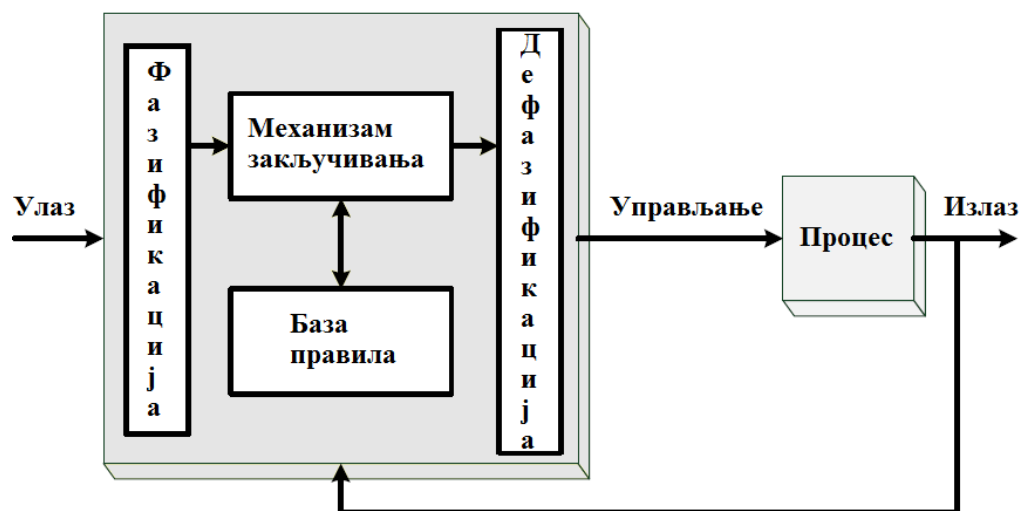 Улаз
Фазификација
Механизам
закључивања
База
правила
Дефазификација
Управљање
Процес
Излаз